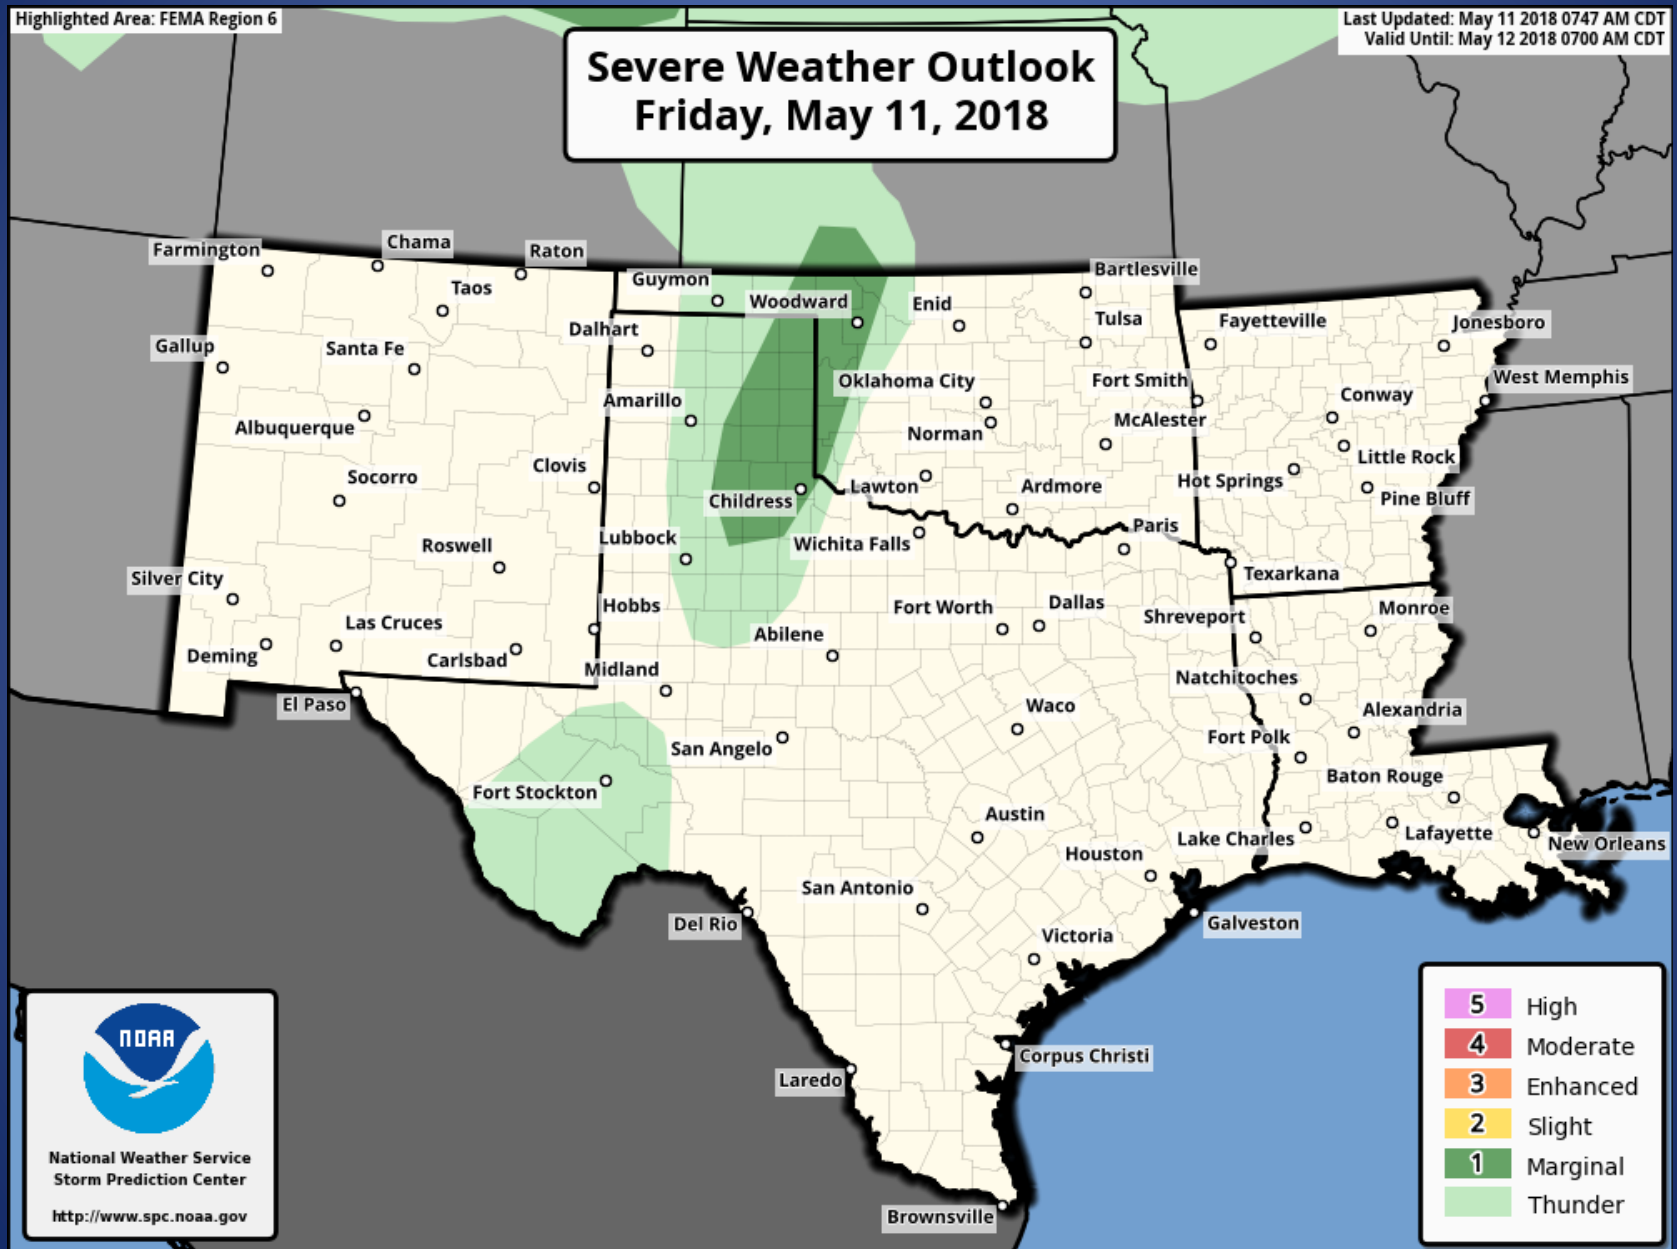 Highlighted Area: FEMA Region 6
Last Updated: May 11 2018 0747 AM CDT
Valid Until: May 12 2018 0700 AM CDT
Severe Weather Outlook
Friday, May 11, 2018
Farmington
Chama
Raton
Taos
Guymon
Woodward
Enid
Bartlesville
Tulsa
Fayetteville
Jonesboro
Gallup
Santa Fe
Dalhart
Oklahoma City
Fort Smith
West Memphis
Albuquerque
Amarillo
Norman
McAlester
Conway
Socorro
Clovis
Childress
Lawton
Ardmore
Hot Springs
Little Rock
Pine Bluff
Roswell
Lubbock
Wichita Falls
Paris
Silver City
Texarkana
Las Cruces
Hobbs
Abilene
Fort Worth
Dallas
Shreveport
Monroe
Deming
Carlsbad
Midland
Natchitoches
El Paso
San Angelo
Waco
Fort Polk
Alexandria
Fort Stockton
Baton Rouge
Austin
Houston
Lake Charles
Lafayette
New Orleans
San Antonio
Del Rio
Galveston
Victoria
Corpus Christi
Laredo
Brownsville
NOAA
National Weather Service
Storm Prediction Center
http://www.spc.noaa.gov
5 High
4 Moderate
3 Enhanced
2 Slight
1 Marginal
Thunder